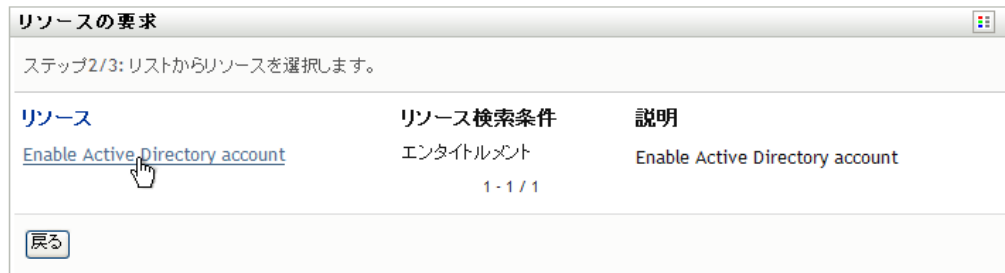 リソースの要求
ステップ2/3: リストからリソースを選択します。
リソース リソース検索条件 説明
Enable Active Directory account エンタイトルメント Enable Active Directory account
1 - 1 / 1
戻る